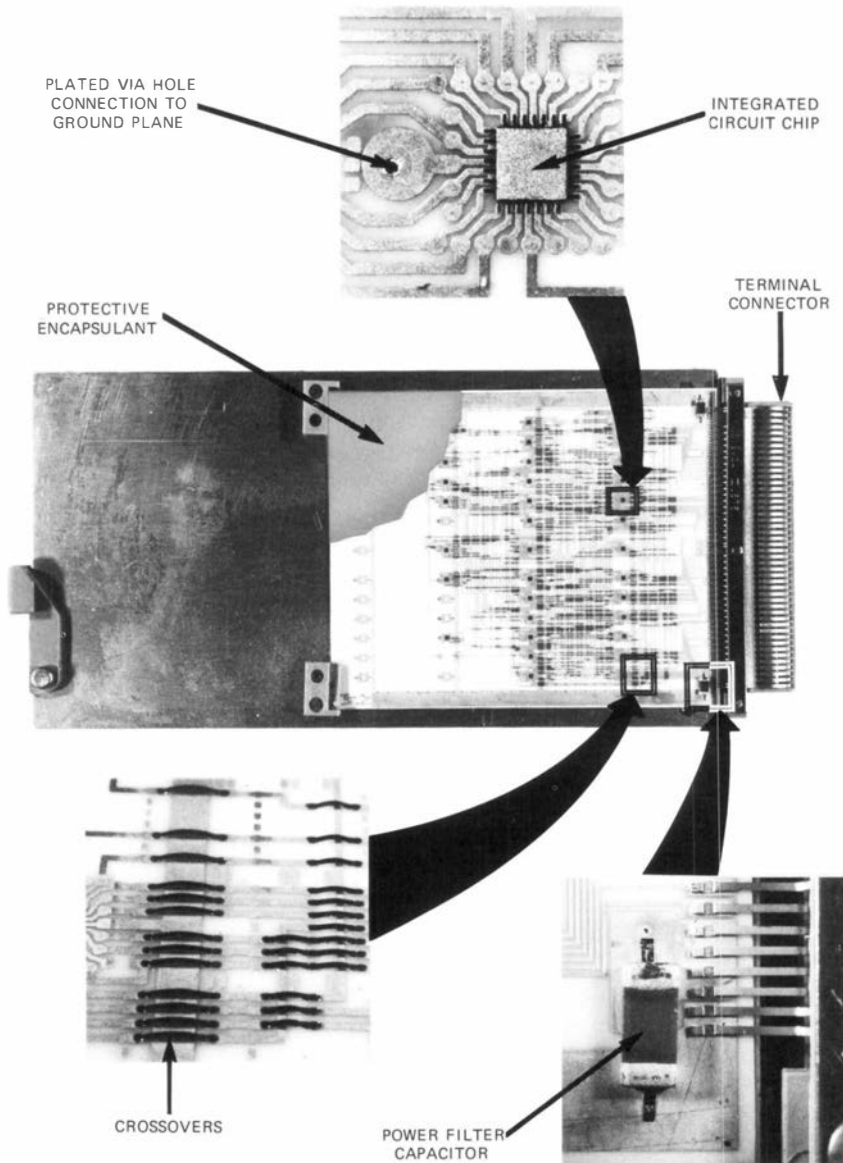 PLATED VIA HOLE
CONNECTION TO
GROUND PLANE
INTEGRATED
CIRCUIT CHIP
PROTECTIVE
ENCAPSULANT
TERMINAL
CONNECTOR
CROSSOVERS
POWER FILTER
CAPACITOR